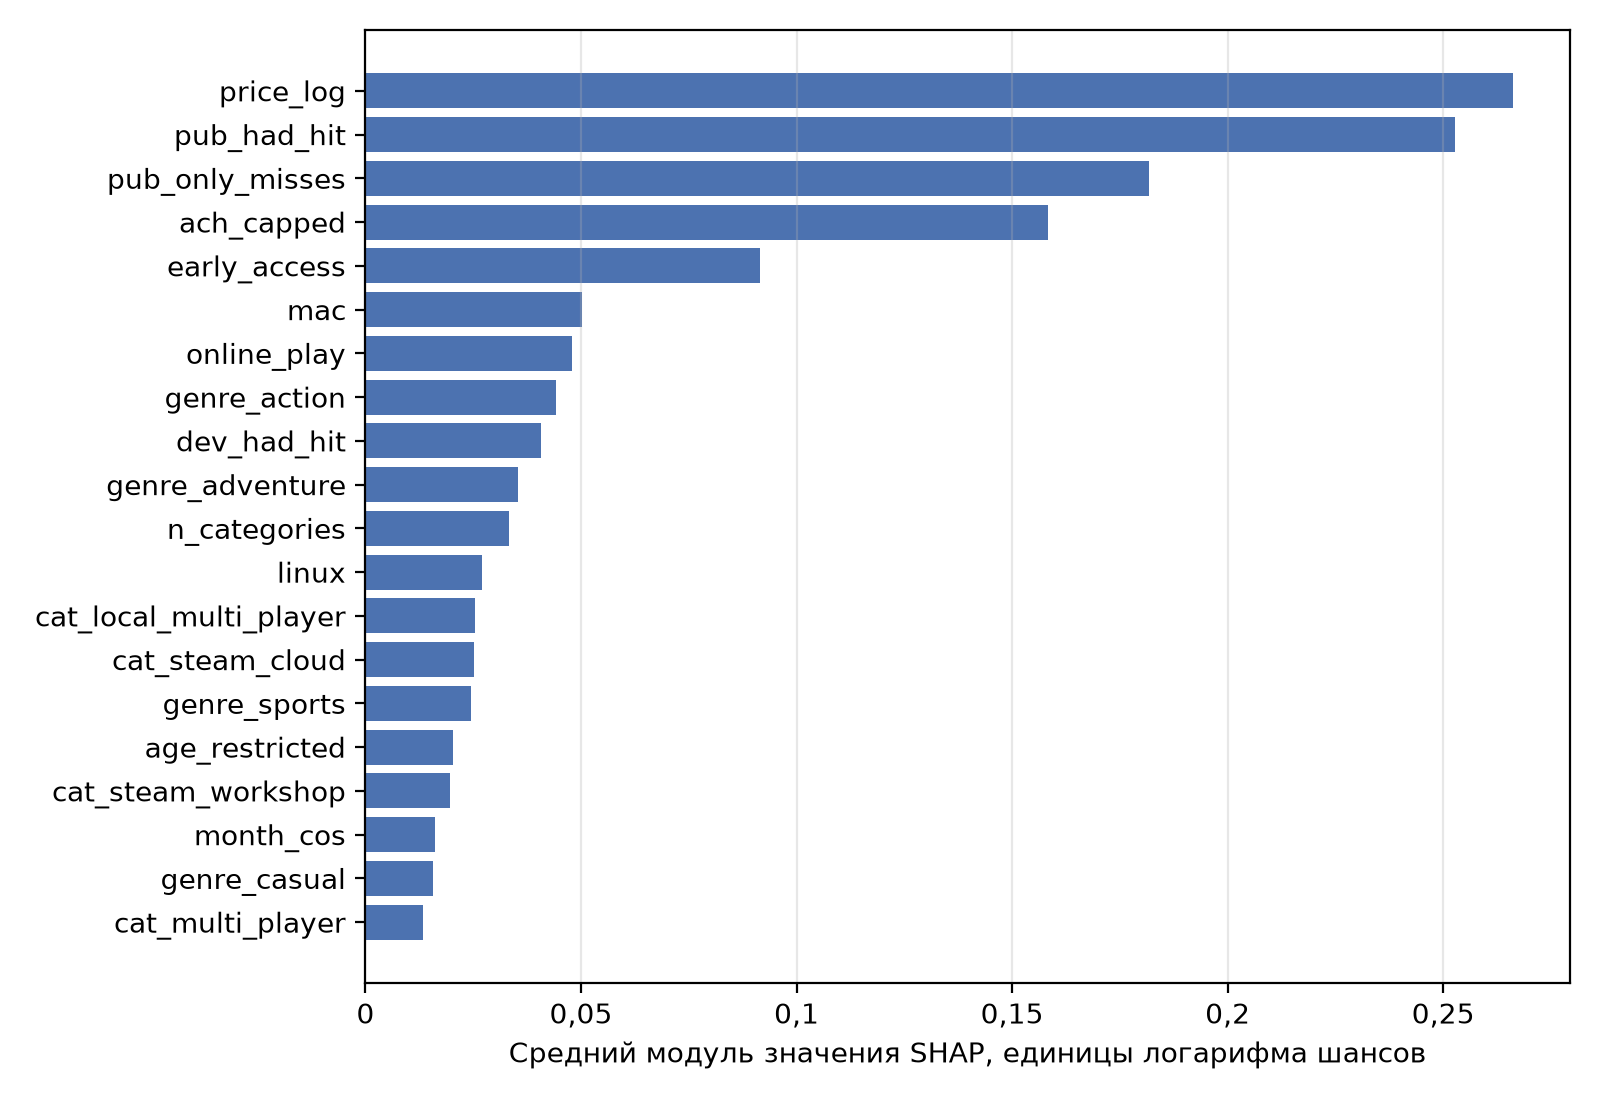 price_log
pub_had_hit
pub_only_misses
ach_capped
early_access
mac
online_play
genre_action
dev_had_hit
genre_adventure
n_categories
linux
cat_local_multi_player
cat_steam_cloud
genre_sports
age_restricted
cat_steam_workshop
month_cos
genre_casual
cat_multi_player
0 0,05 0,1 0,15 0,2 0,25
Средний модуль значения SHAP, единицы логарифма шансов